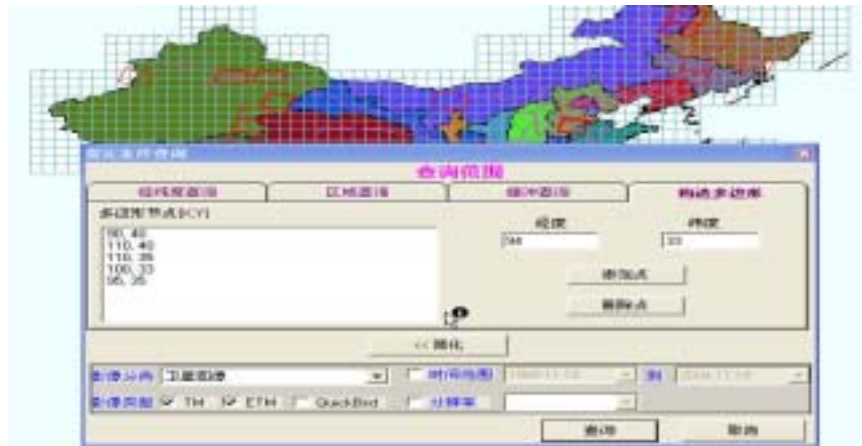 查询范围
经纬度查询 区域查询 缓冲查询 构造多边形
多边形节点(X,Y)
经度 纬度
90, 40
110, 40
110, 35
100, 33
95, 35
添加点
删除点
<< 简化
影像分类 卫星图像 时间范围 到
影像类型 TM ETM QuickBird 分辨率
查询 取消